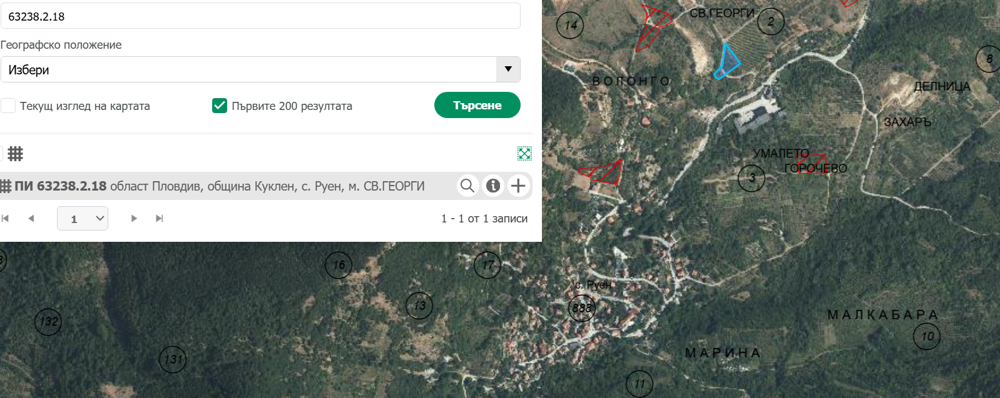 63238.2.18
Географско положение
Избери
Текущ изглед на картата
Първите 200 резултата
Търсене
ПИ 63238.2.18 област Пловдив, община Куклен, с. Руен, м. СВ.ГЕОРГИ
1
1 - 1 от 1 записи
14
СВ.ГЕОРГИ
2
8
ВОЛОНГО
ДЕЛНИЦА
ЗАХАРЪ
УМАЛЕТО
ГОРОЧЕВО
3
16
17
с. Руен
13
888
132
МАЛКАБАРА
10
131
МАРИНА
11